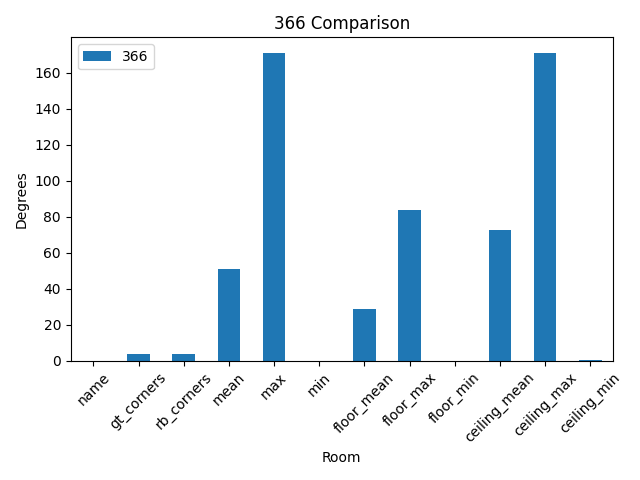 366 Comparison
366
Degrees
160
140
120
100
80
60
40
20
0
name
gt_corners
rb_corners
mean
max
min
floor_mean
floor_max
floor_min
ceiling_mean
ceiling_max
ceiling_min
Room